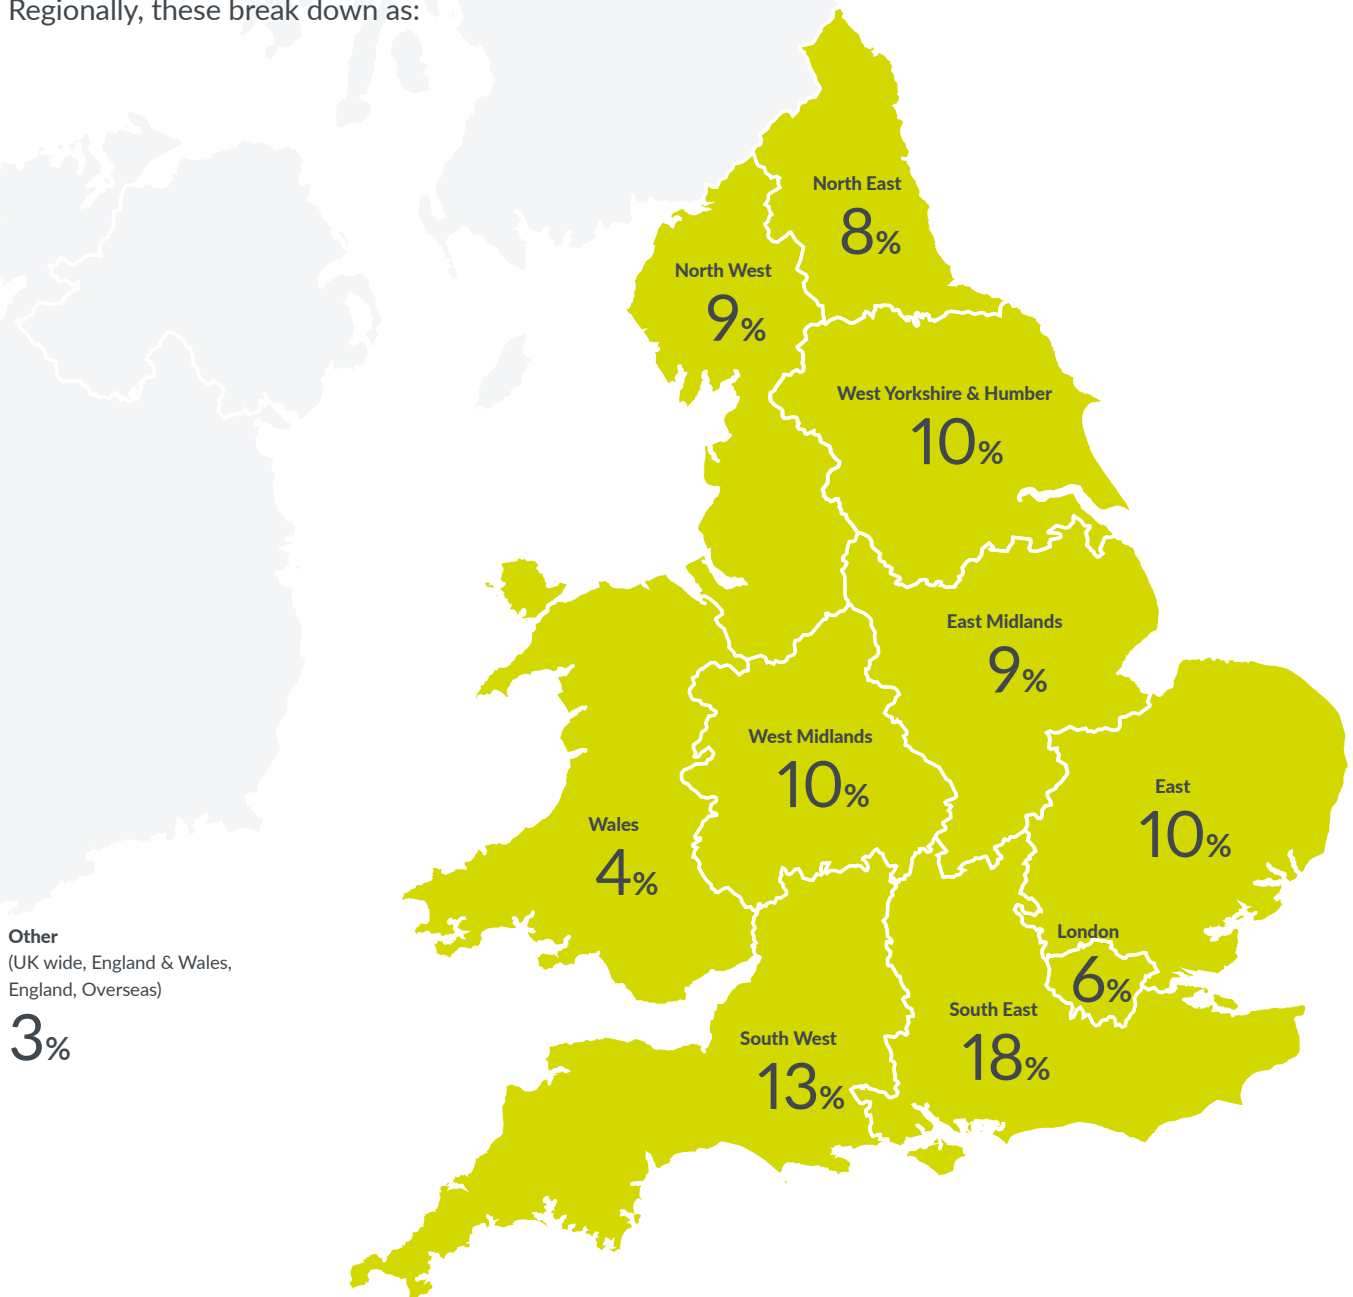 Regionally, these break down as:
North East
8%
North West
9%
West Yorkshire & Humber
10%
East Midlands
9%
West Midlands
10%
East
10%
Wales
4%
London
6%
Other
(UK wide, England & Wales,
England, Overseas)
3%
South East
18%
South West
13%